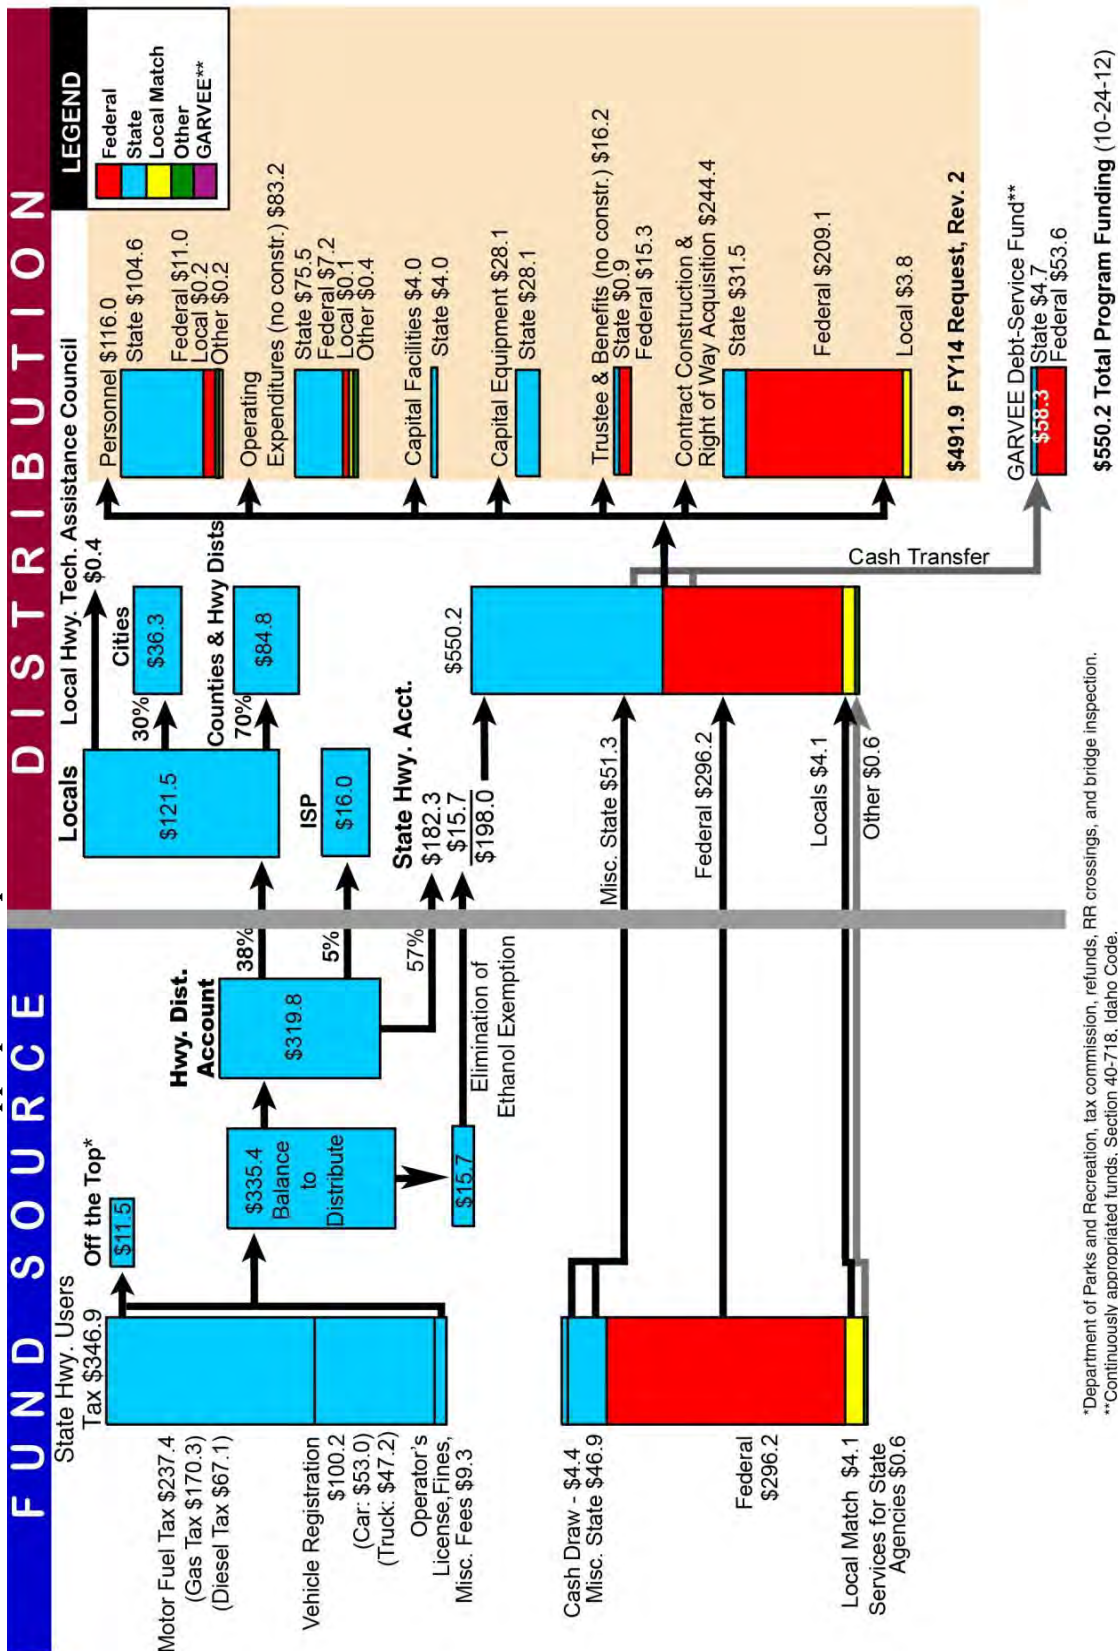 FUND SOURCE
DISTRIBUTION
State Hwy. Users
Tax $346.9
Motor Fuel Tax $237.4
(Gas Tax $170.3)
(Diesel Tax $67.1)
Vehicle Registration
$100.2
(Car: $53.0)
(Truck: $47.2)
Operator's
License,Fines,
Misc. Fees $9.3
Off the Top*
$11.5
$335.4
Balance
to
Distribute
$15.7
Hwy. Dist.
Account
$319.8
38%
5%
57%
Elimination of
Ethanol Exemption
Cash Draw - $4.4
Misc. State $46.9
Federal
$296.2
Local Match $4.1
Services for State
Agencies $0.6
Locals
$121.5
Local Hwy. Tech. Assistance Council
$0.4
30%
Cities
$36.3
Counties & Hwy Dists
70%
$84.8
ISP
$16.0
State Hwy. Acct.
$182.3
$15.7
$198.0
$550.2
Misc. State $51.3
Federal $296.2
Locals $4.1
Other $0.6
Cash Transfer
LEGEND
Federal
State
Local Match
Other
GARVEE**
Personnel $116.0
State $104.6
Federal $11.0
Local $0.2
Other $0.2
Operating
Expenditures (no constr.) $83.2
State $75.5
Federal $7.2
Local $0.1
Other $0.4
Capital Facilities $4.0
State $4.0
Capital Equipment $28.1
State $28.1
Trustee & Benefits (no constr.) $16.2
State $0.9
Federal $15.3
Contract Construction &
Right of Way Acquisition $244.4
State $31.5
Federal $209.1
Local $3.8
$491.9 FY14 Request, Rev. 2
GARVEE Debt-Service Fund**
State $4.7
Federal $53.6
$58.3
$550.2 Total Program Funding (10-24-12)
*Department of Parks and Recreation, tax commission, refunds, RR crossings, and bridge inspection.
**Continuously appropriated funds, Section 40-718, Idaho Code.